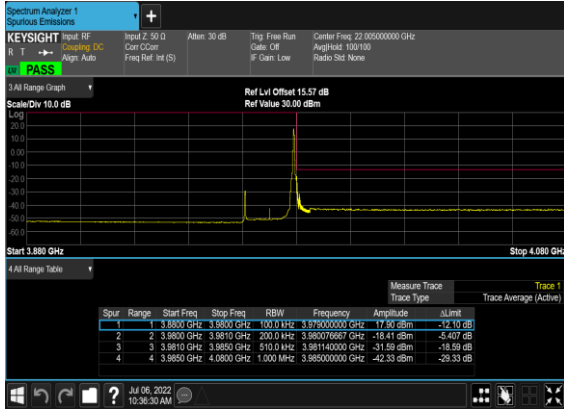 Spectrum Analyzer 1
Spurious Emissions
+
KEYSIGHT Input: RF Input Z: 50 Ω Atten: 30 dB Trig: Free Run Center Freq: 22.005000000 GHz
R T Coupling: DC Corr CCorr Gate: Off Avg|Hold: 100/100
Align: Auto Freq Ref: Int (S) IF Gain: Low Radio Std: None
PASS
3 All Range Graph
Ref Lvl Offset 15.57 dB
Scale/Div 10.0 dB Ref Value 30.00 dBm
Log
20.0
10.0
0.00
-10.0
-20.0
-30.0
-40.0
-50.0
-60.0
Start 3.880 GHz Stop 4.080 GHz
4 All Range Table
Measure Trace Trace 1
Trace Type Trace Average (Active)
Spur Range Start Freq Stop Freq RBW Frequency Amplitude ΔLimit
1 1 3.8800 GHz 3.9800 GHz 100.0 kHz 3.979000000 GHz 17.90 dBm -12.10 dB
2 2 3.9800 GHz 3.9810 GHz 200.0 kHz 3.980076667 GHz -18.41 dBm -5.407 dB
3 3 3.9810 GHz 3.9850 GHz 510.0 kHz 3.981140000 GHz -31.59 dBm -18.59 dB
4 4 3.9850 GHz 4.0800 GHz 1.000 MHz 3.985000000 GHz -42.33 dBm -29.33 dB
? Jul 06, 2022
10:36:30 AM